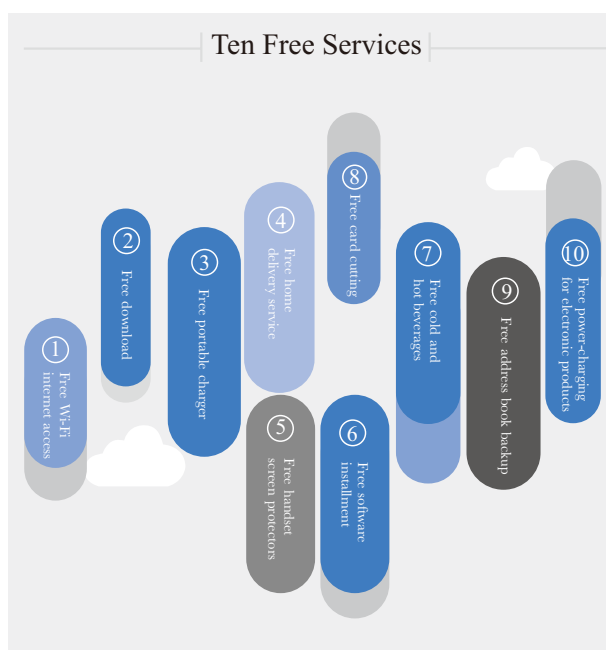 Ten Free Services
①
Free Wi-Fi
internet access
②
Free download
③
Free portable charger
④
Free home
delivery service
⑤
Free handset
screen protectors
⑥
Free software
installment
⑦
Free cold and
hot beverages
⑧
Free card cutting
⑨
Free address book backup
⑩
Free power-charging
for electronic products